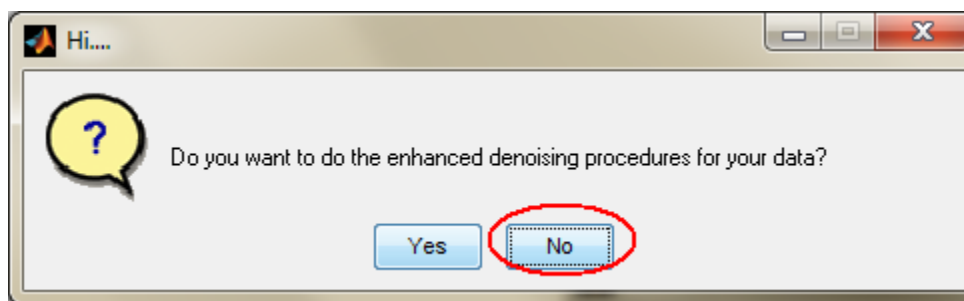 Hi....
?
Do you want to do the enhanced denoising procedures for your data?
Yes No